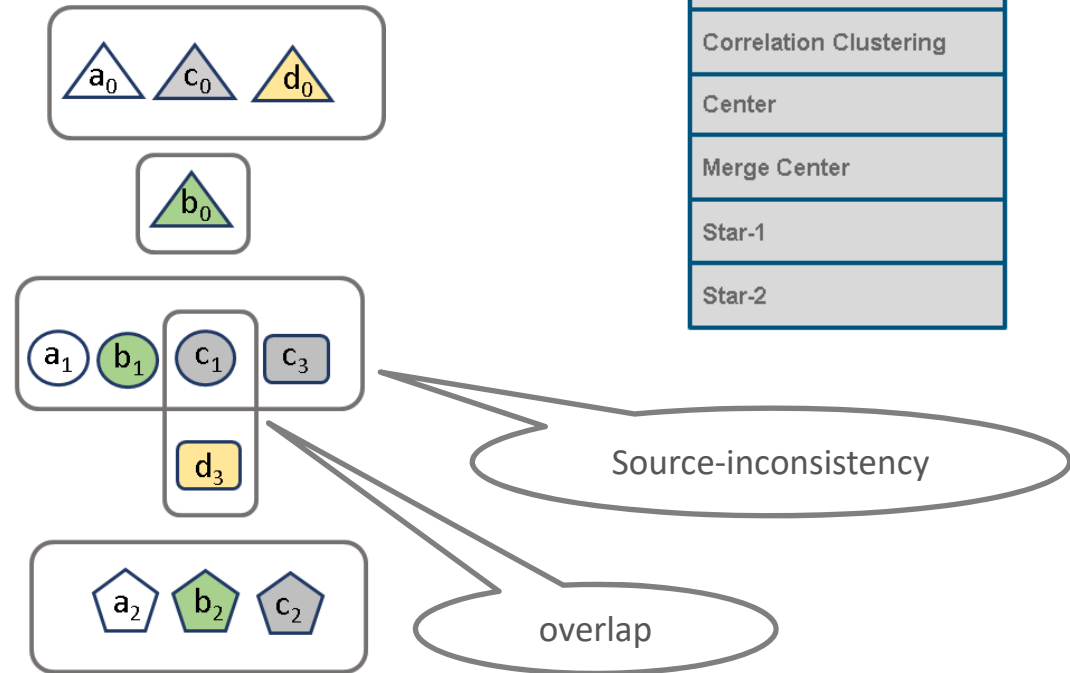 a₀ c₀ d₀
b₀
a₁ b₁ c₁ c₃
d₃
a₂ b₂ c₂
Correlation Clustering
Center
Merge Center
Star-1
Star-2
Source-inconsistency
overlap